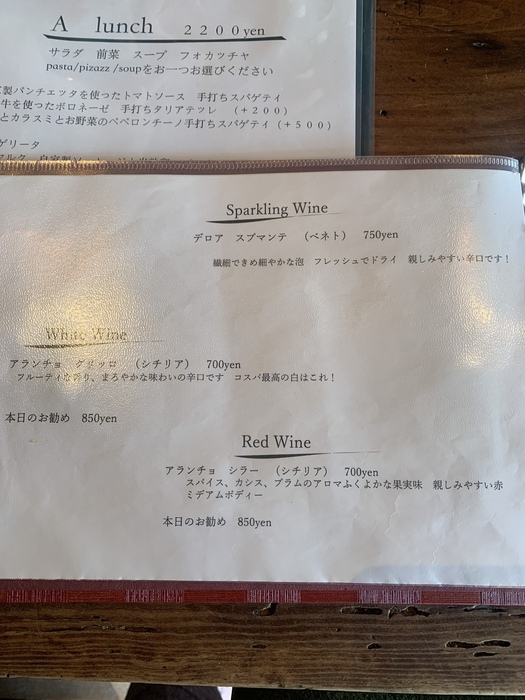 A lunch ２２００yen
サラダ 前菜 スープ フォカッチャ
pasta/pizazz /soupをお一つお選びください
製パンチェッタを使ったトマトソース 手打ちスパゲティ
牛を使ったボロネーゼ 手打ちタリアテッレ （+２００）
とカラスミとお野菜のペペロンチーノ手打ちスパゲティ（+５００）
ゲリータ
Sparkling Wine
デロア スプマンテ （ベネト） 750yen
繊細できめ細やかな泡 フレッシュでドライ 親しみやすい辛口です！
White Wine
アランチョ グリッロ （シチリア） 700yen
フルーティな香り、まろやかな味わいの辛口です コスパ最高の白はこれ！
本日のお勧め 850yen
Red Wine
アランチョ シラー （シチリア） 700yen
スパイス、カシス、プラムのアロマふくよかな果実味 親しみやすい赤
ミデアムボディー
本日のお勧め 850yen